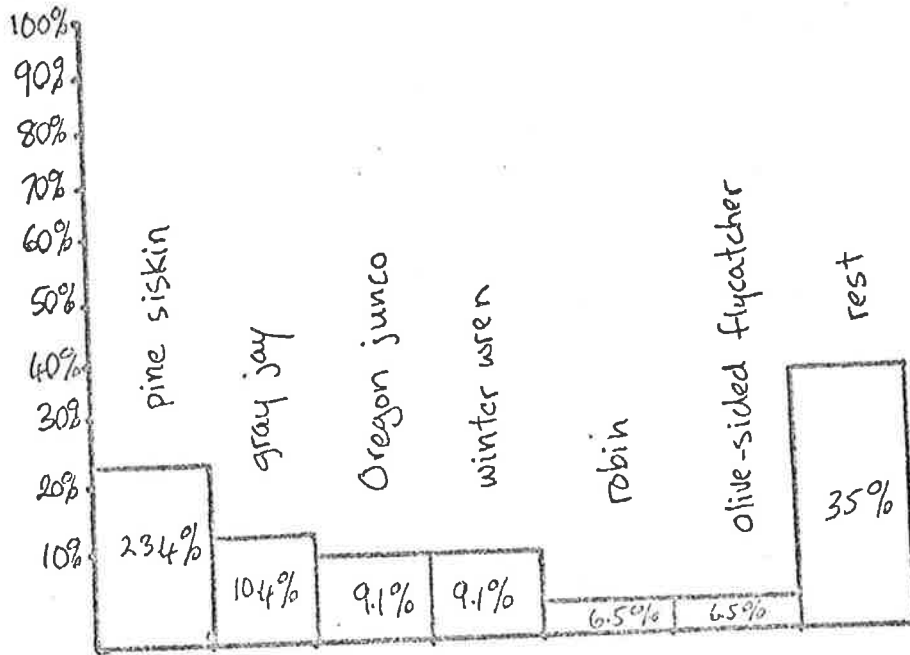 100%
90%
80%
70%
60%
50%
40%
30%
20%
10%
pine siskin
gray jay
Oregon junco
winter wren
robin
olive-sided flycatcher
rest
23.4%
10.4%
9.1%
9.1%
6.5%
6.5%
35%